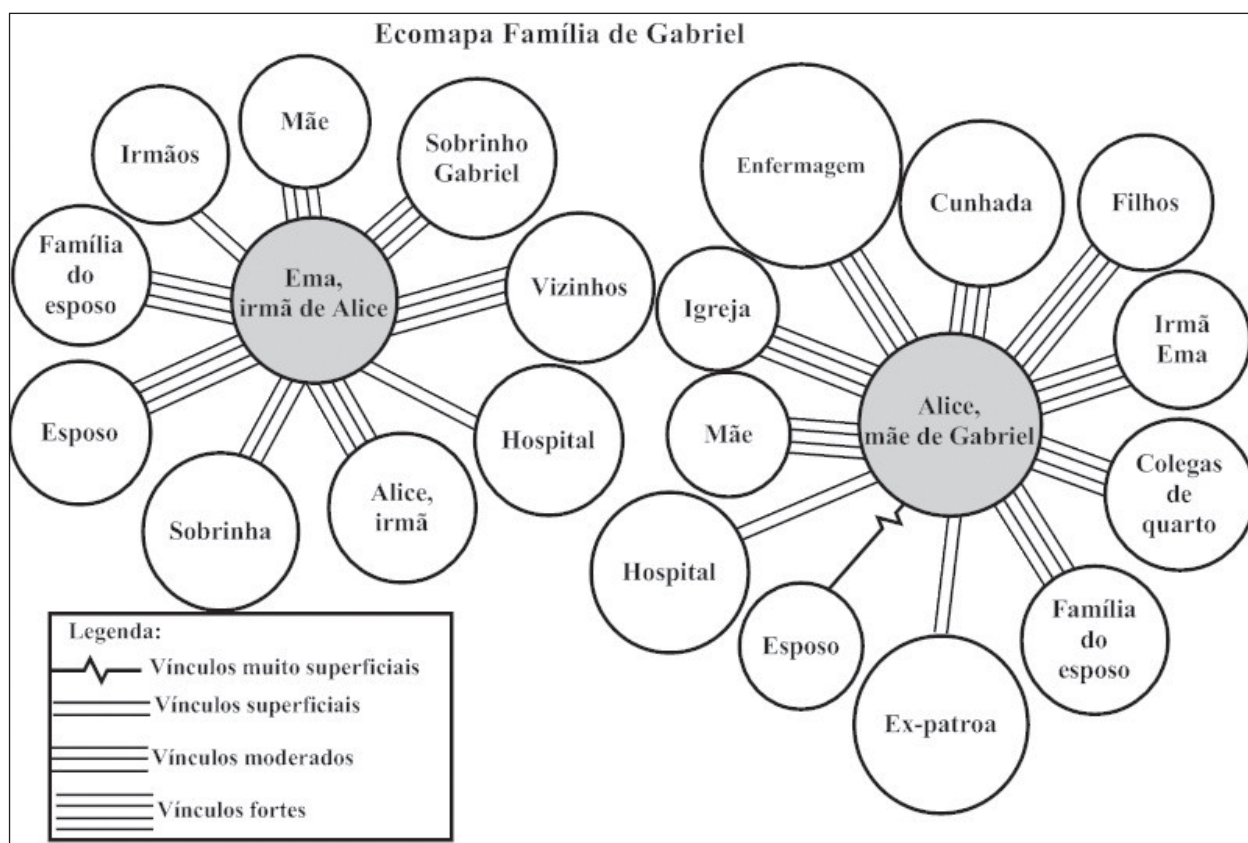 Ecomapa Família de Gabriel
Irmãos
Mãe
Sobrinho
Gabriel
Família
do
esposo
Ema,
irmã de Alice
Vizinhos
Esposo
Sobrinha
Alice,
irmã
Hospital
Enfermagem
Cunhada
Filhos
Igreja
Irmã
Ema
Mãe
Alice,
mãe de Gabriel
Colegas
de
quarto
Hospital
Esposo
Ex-patroa
Família
do
esposo
Legenda:
Vínculos muito superficiais
Vínculos superficiais
Vínculos moderados
Vínculos fortes